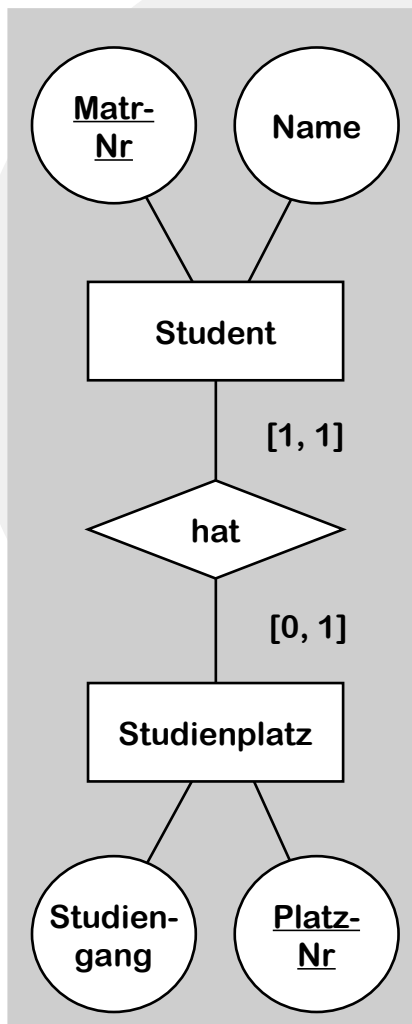 Matr-
Nr
Name
Student
[1, 1]
hat
[0, 1]
Studienplatz
Studien-
gang
Platz-
Nr